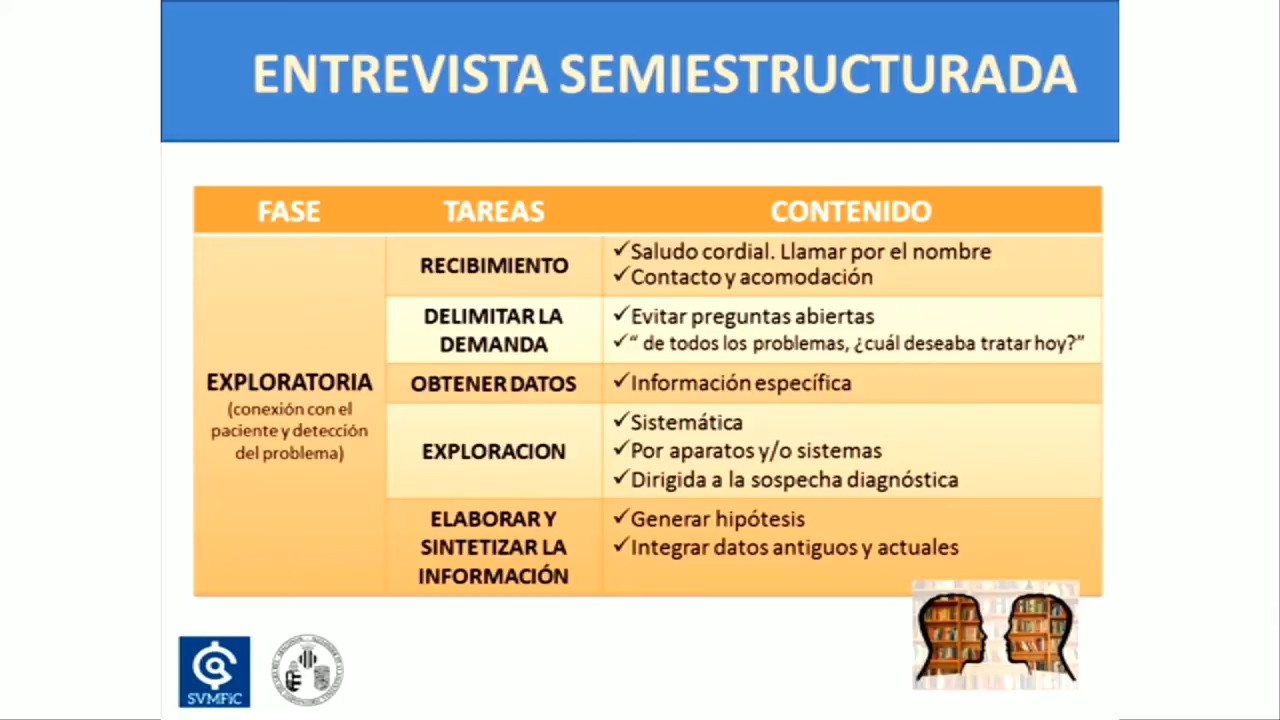 ENTREVISTA SEMIESTRUCTURADA
FASE TAREAS CONTENIDO
EXPLORATORIA
(conexión con el
paciente y detección
del problema)
RECIBIMIENTO
✓Saludo cordial. Llamar por el nombre
✓Contacto y acomodación
DELIMITAR LA
DEMANDA
✓Evitar preguntas abiertas
✓“ de todos los problemas, ¿cuál deseaba tratar hoy?”
OBTENER DATOS
✓Información específica
EXPLORACION
✓Sistemática
✓Por aparatos y/o sistemas
✓Dirigida a la sospecha diagnóstica
ELABORAR Y
SINTETIZAR LA
INFORMACIÓN
✓Generar hipótesis
✓Integrar datos antiguos y actuales
SVMFiC